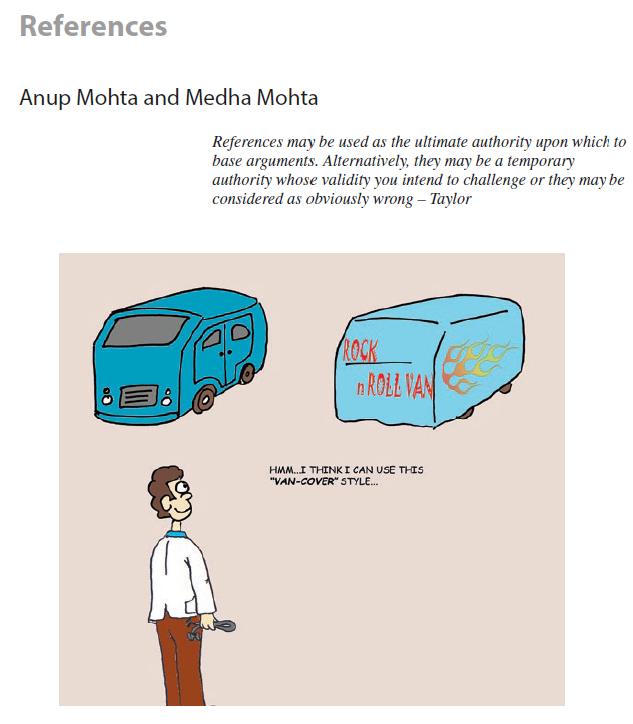 References
Anup Mohta and Medha Mohta
References may be used as the ultimate authority upon which to
base arguments. Alternatively, they may be a temporary
authority whose validity you intend to challenge or they may be
considered as obviously wrong – Taylor
ROCK
n ROLL VAN
HMM...I THINK I CAN USE THIS
"VAN-COVER" STYLE...